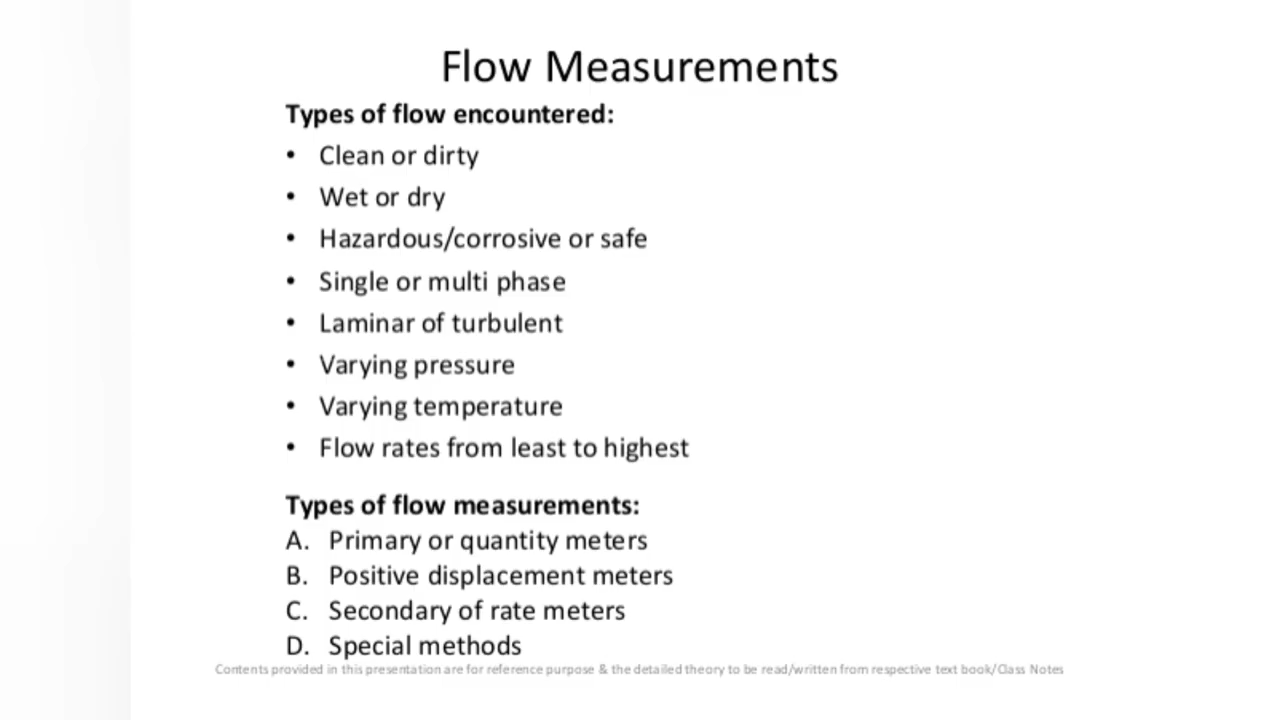 Flow Measurements
Types of flow encountered:
• Clean or dirty
• Wet or dry
• Hazardous/corrosive or safe
• Single or multi phase
• Laminar of turbulent
• Varying pressure
• Varying temperature
• Flow rates from least to highest
Types of flow measurements:
A. Primary or quantity meters
B. Positive displacement meters
C. Secondary of rate meters
D. Special methods
Contents provided in this presentation are for reference purpose & the detailed theory to be read/written from respective text book/Class Notes